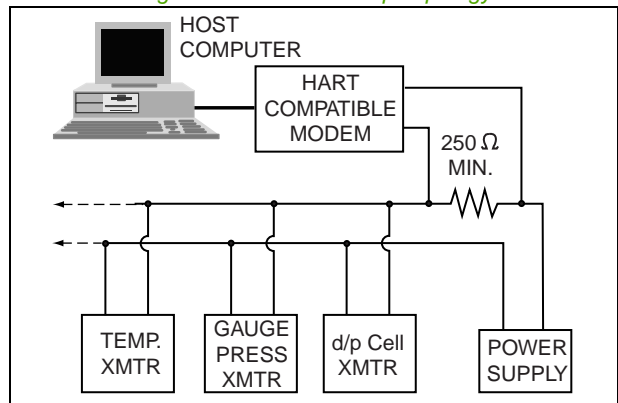 HOST
COMPUTER
HART
COMPATIBLE
MODEM
250 Ω
MIN.
TEMP.
XMTR
GAUGE
PRESS
XMTR
d/p Cell
XMTR
POWER
SUPPLY